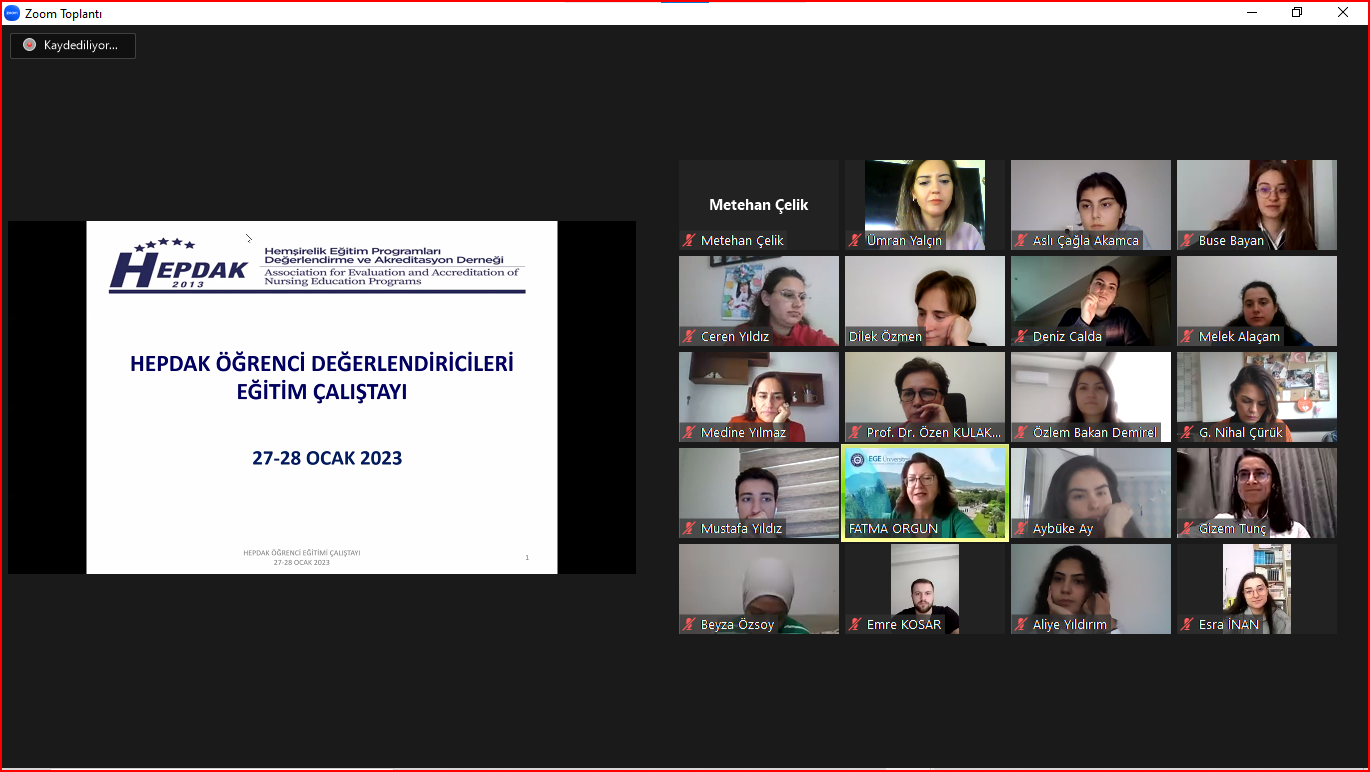 zoom
Zoom Toplantı
Kaydediliyor...
HEPDAK
2013
Hemşirelik Eğitim Programları
Değerlendirme ve Akreditasyon Derneği
Association for Evaluation and Accreditation of
Nursing Education Programs
HEPDAK ÖĞRENCİ DEĞERLENDİRİCİLERİ
EĞİTİM ÇALIŞTAYI
27-28 OCAK 2023
HEPDAK ÖĞRENCİ EĞİTİMİ ÇALIŞTAYI
27-28 OCAK 2023
1
Metehan Çelik
Metehan Çelik
Ümran Yalçın
Aslı Çağla Akamca
Buse Bayan
Ceren Yıldız
Dilek Özmen
Deniz Calda
Melek Alaçam
Medine Yılmaz
Prof. Dr. Özen KULAK...
Özlem Bakan Demirel
G. Nihal Çürük
Mustafa Yıldız
EGE Üniversitesi
FATMA ORGUN
Aybüke Ay
Gizem Tunç
Beyza Özsoy
Emre KOSAR
Aliye Yıldırım
Esra İNAN